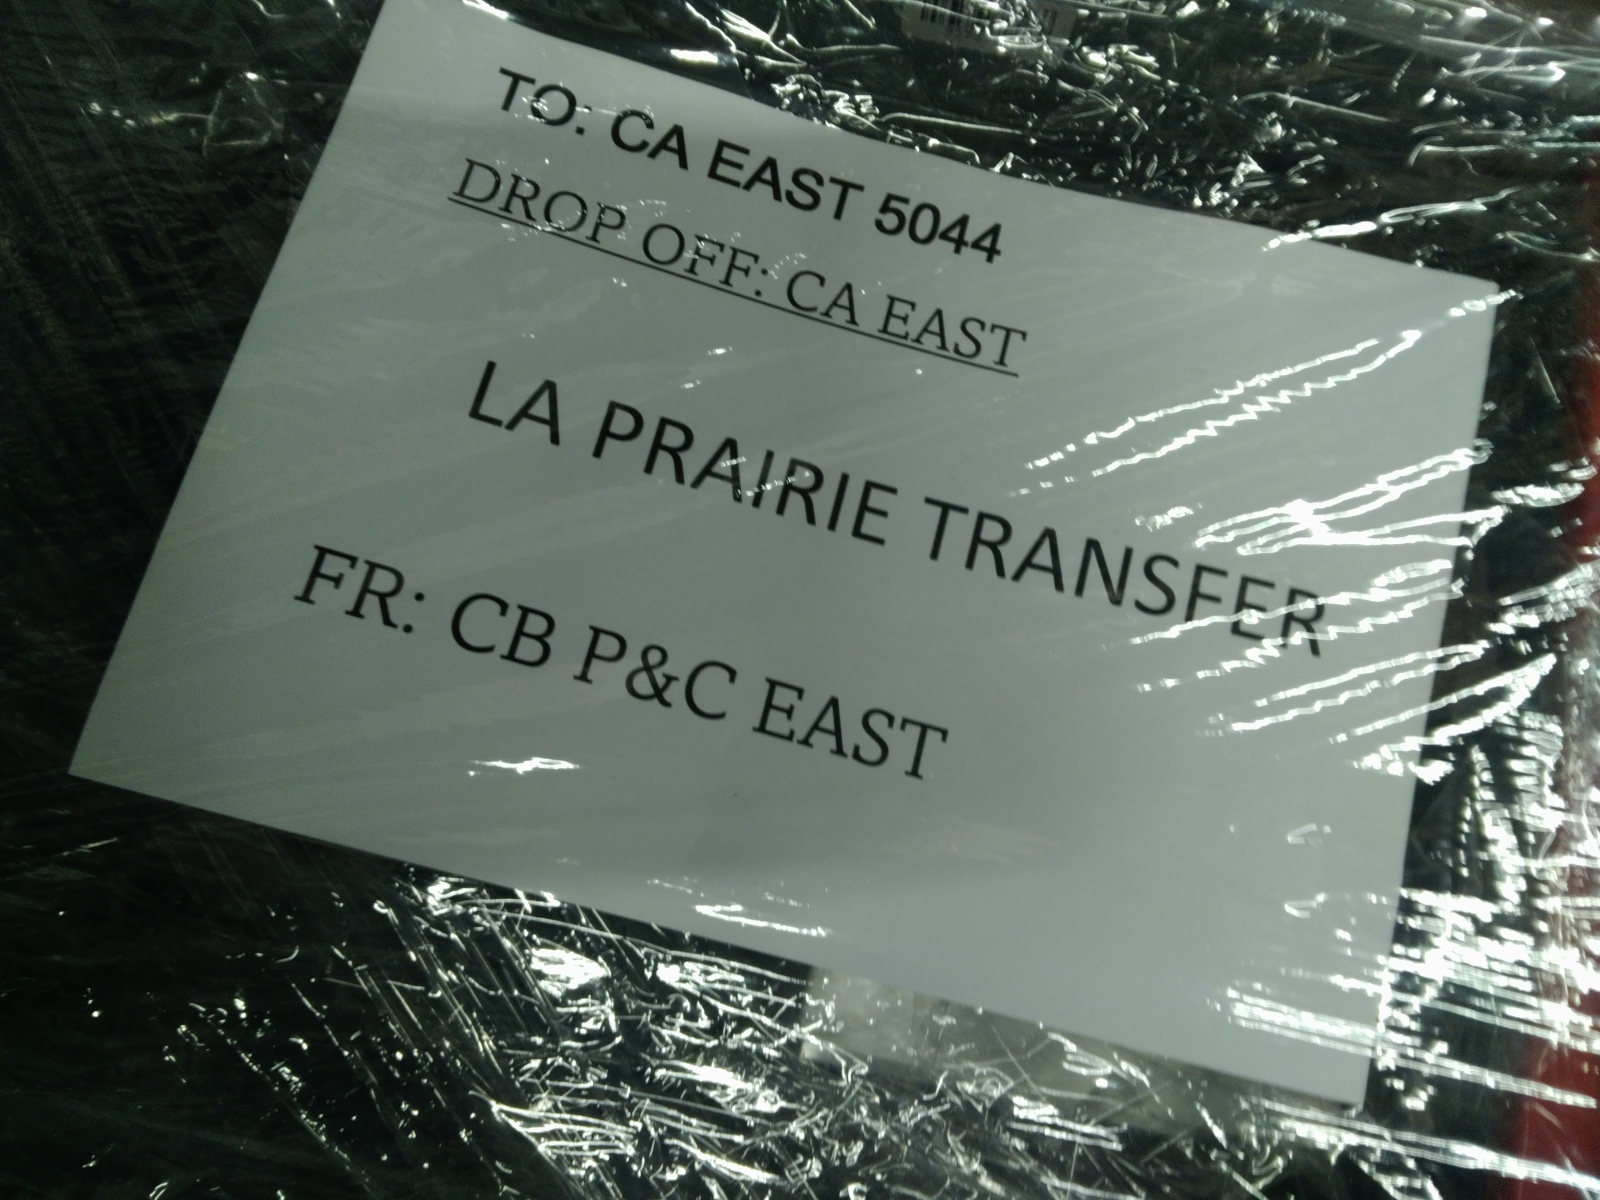 TO: CA EAST 5044
DROP OFF: CA EAST
LA PRAIRIE TRANSFER
FR: CB P&C EAST